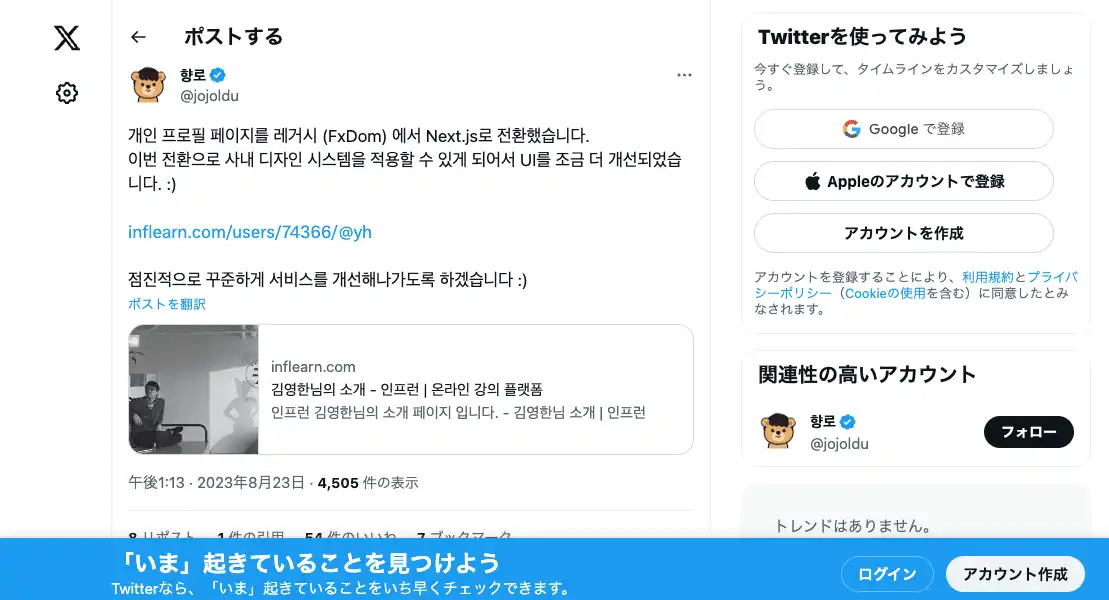 ポストする
향로
@jojoldu
개인 프로필 페이지를 레거시 (FxDom) 에서 Next.js로 전환했습니다.
이번 전환으로 사내 디자인 시스템을 적용할 수 있게 되어서 UI를 조금 더 개선되었습
니다. :)
inflearn.com/users/74366/@yh
점진적으로 꾸준하게 서비스를 개선해나가도록 하겠습니다 :)
ポストを翻訳
inflearn.com
김영한님의 소개 - 인프런 | 온라인 강의 플랫폼
인프런 김영한님의 소개 페이지 입니다. - 김영한님 소개 | 인프런
午後1:13 · 2023年8月23日 · 4,505 件の表示
8 リポスト 1 件の引用 54 件のいいね 7 ブックマーク
Twitterを使ってみよう
今すぐ登録して、タイムラインをカスタマイズしましょ
う。
Google で登録
Appleのアカウントで登録
アカウントを作成
アカウントを登録することにより、利用規約とプライバ
シーポリシー（Cookieの使用を含む）に同意したとみ
なされます。
関連性の高いアカウント
향로
@jojoldu
フォロー
トレンドはありません。
「いま」起きていることを見つけよう
Twitterなら、「いま」起きていることをいち早くチェックできます。
ログイン
アカウント作成